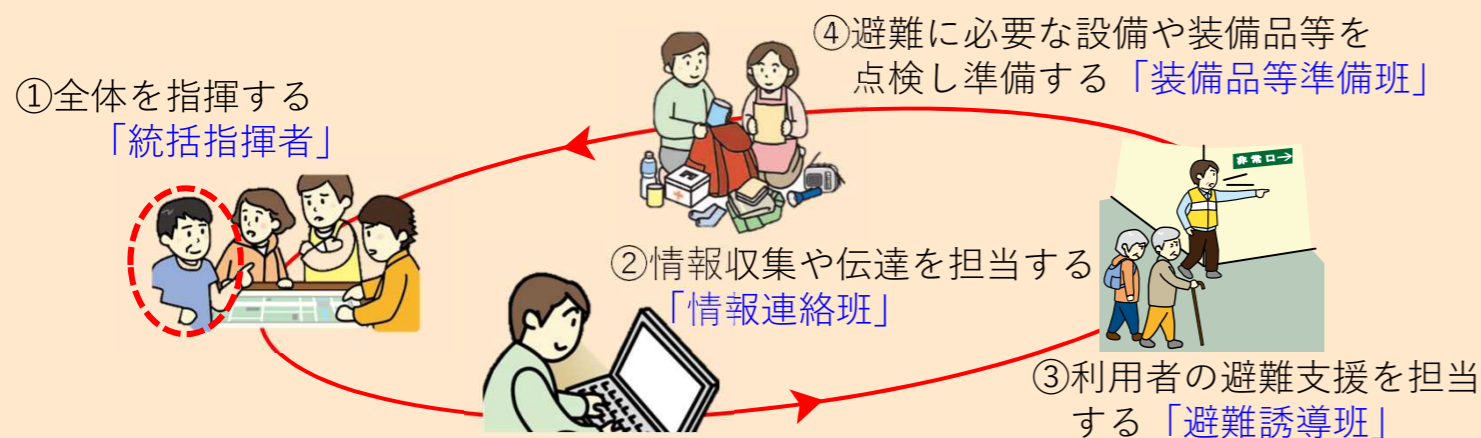 ①全体を指揮する
「統括指揮者」
②情報収集や伝達を担当する
「情報連絡班」
③利用者の避難支援を担当
する「避難誘導班」
④避難に必要な設備や装備品等を
点検し準備する「装備品等準備班」
非常口→